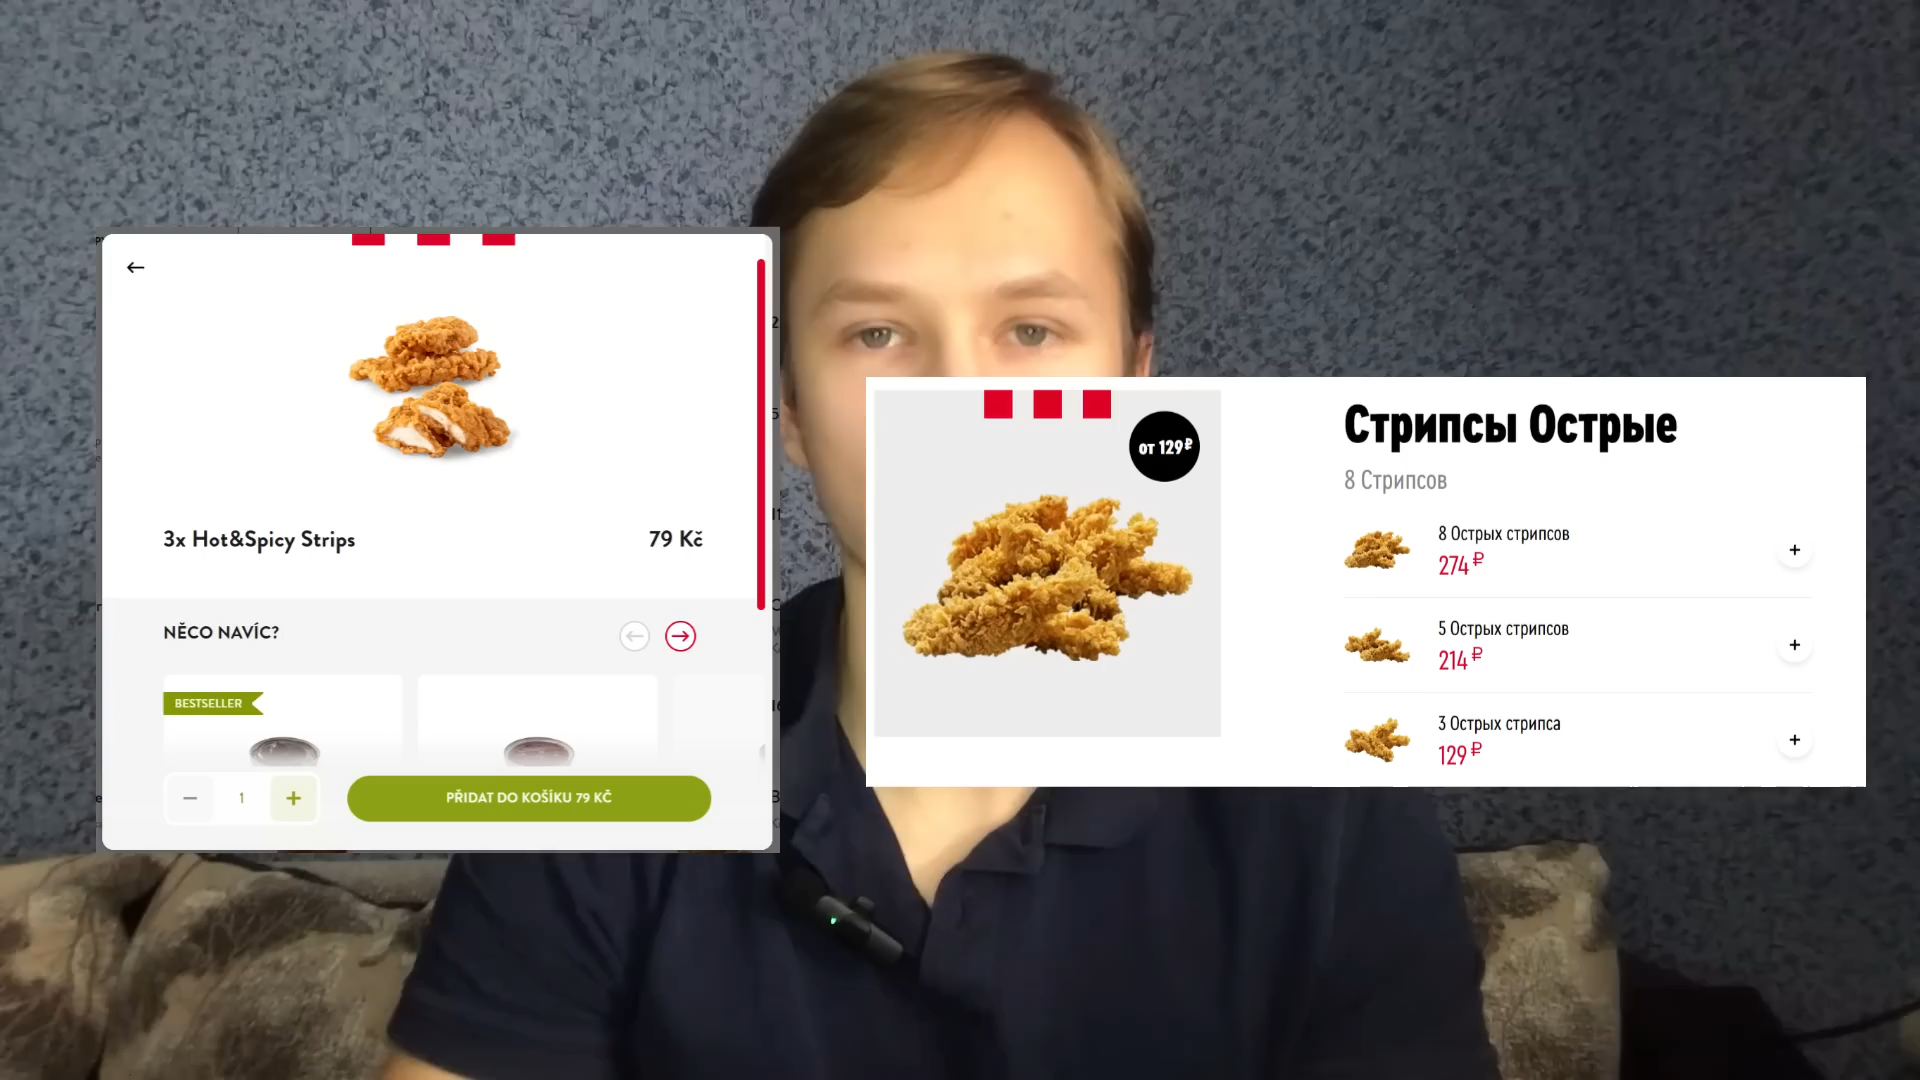 3x Hot&Spicy Strips
79 Kč
NĚCO NAVÍC?
BESTSELLER
1
PŘIDAT DO KOŠÍKU 79 KČ
от 129₽
Стрипсы Острые
8 Стрипсов
8 Острых стрипсов
274 ₽
5 Острых стрипсов
214 ₽
3 Острых стрипса
129 ₽